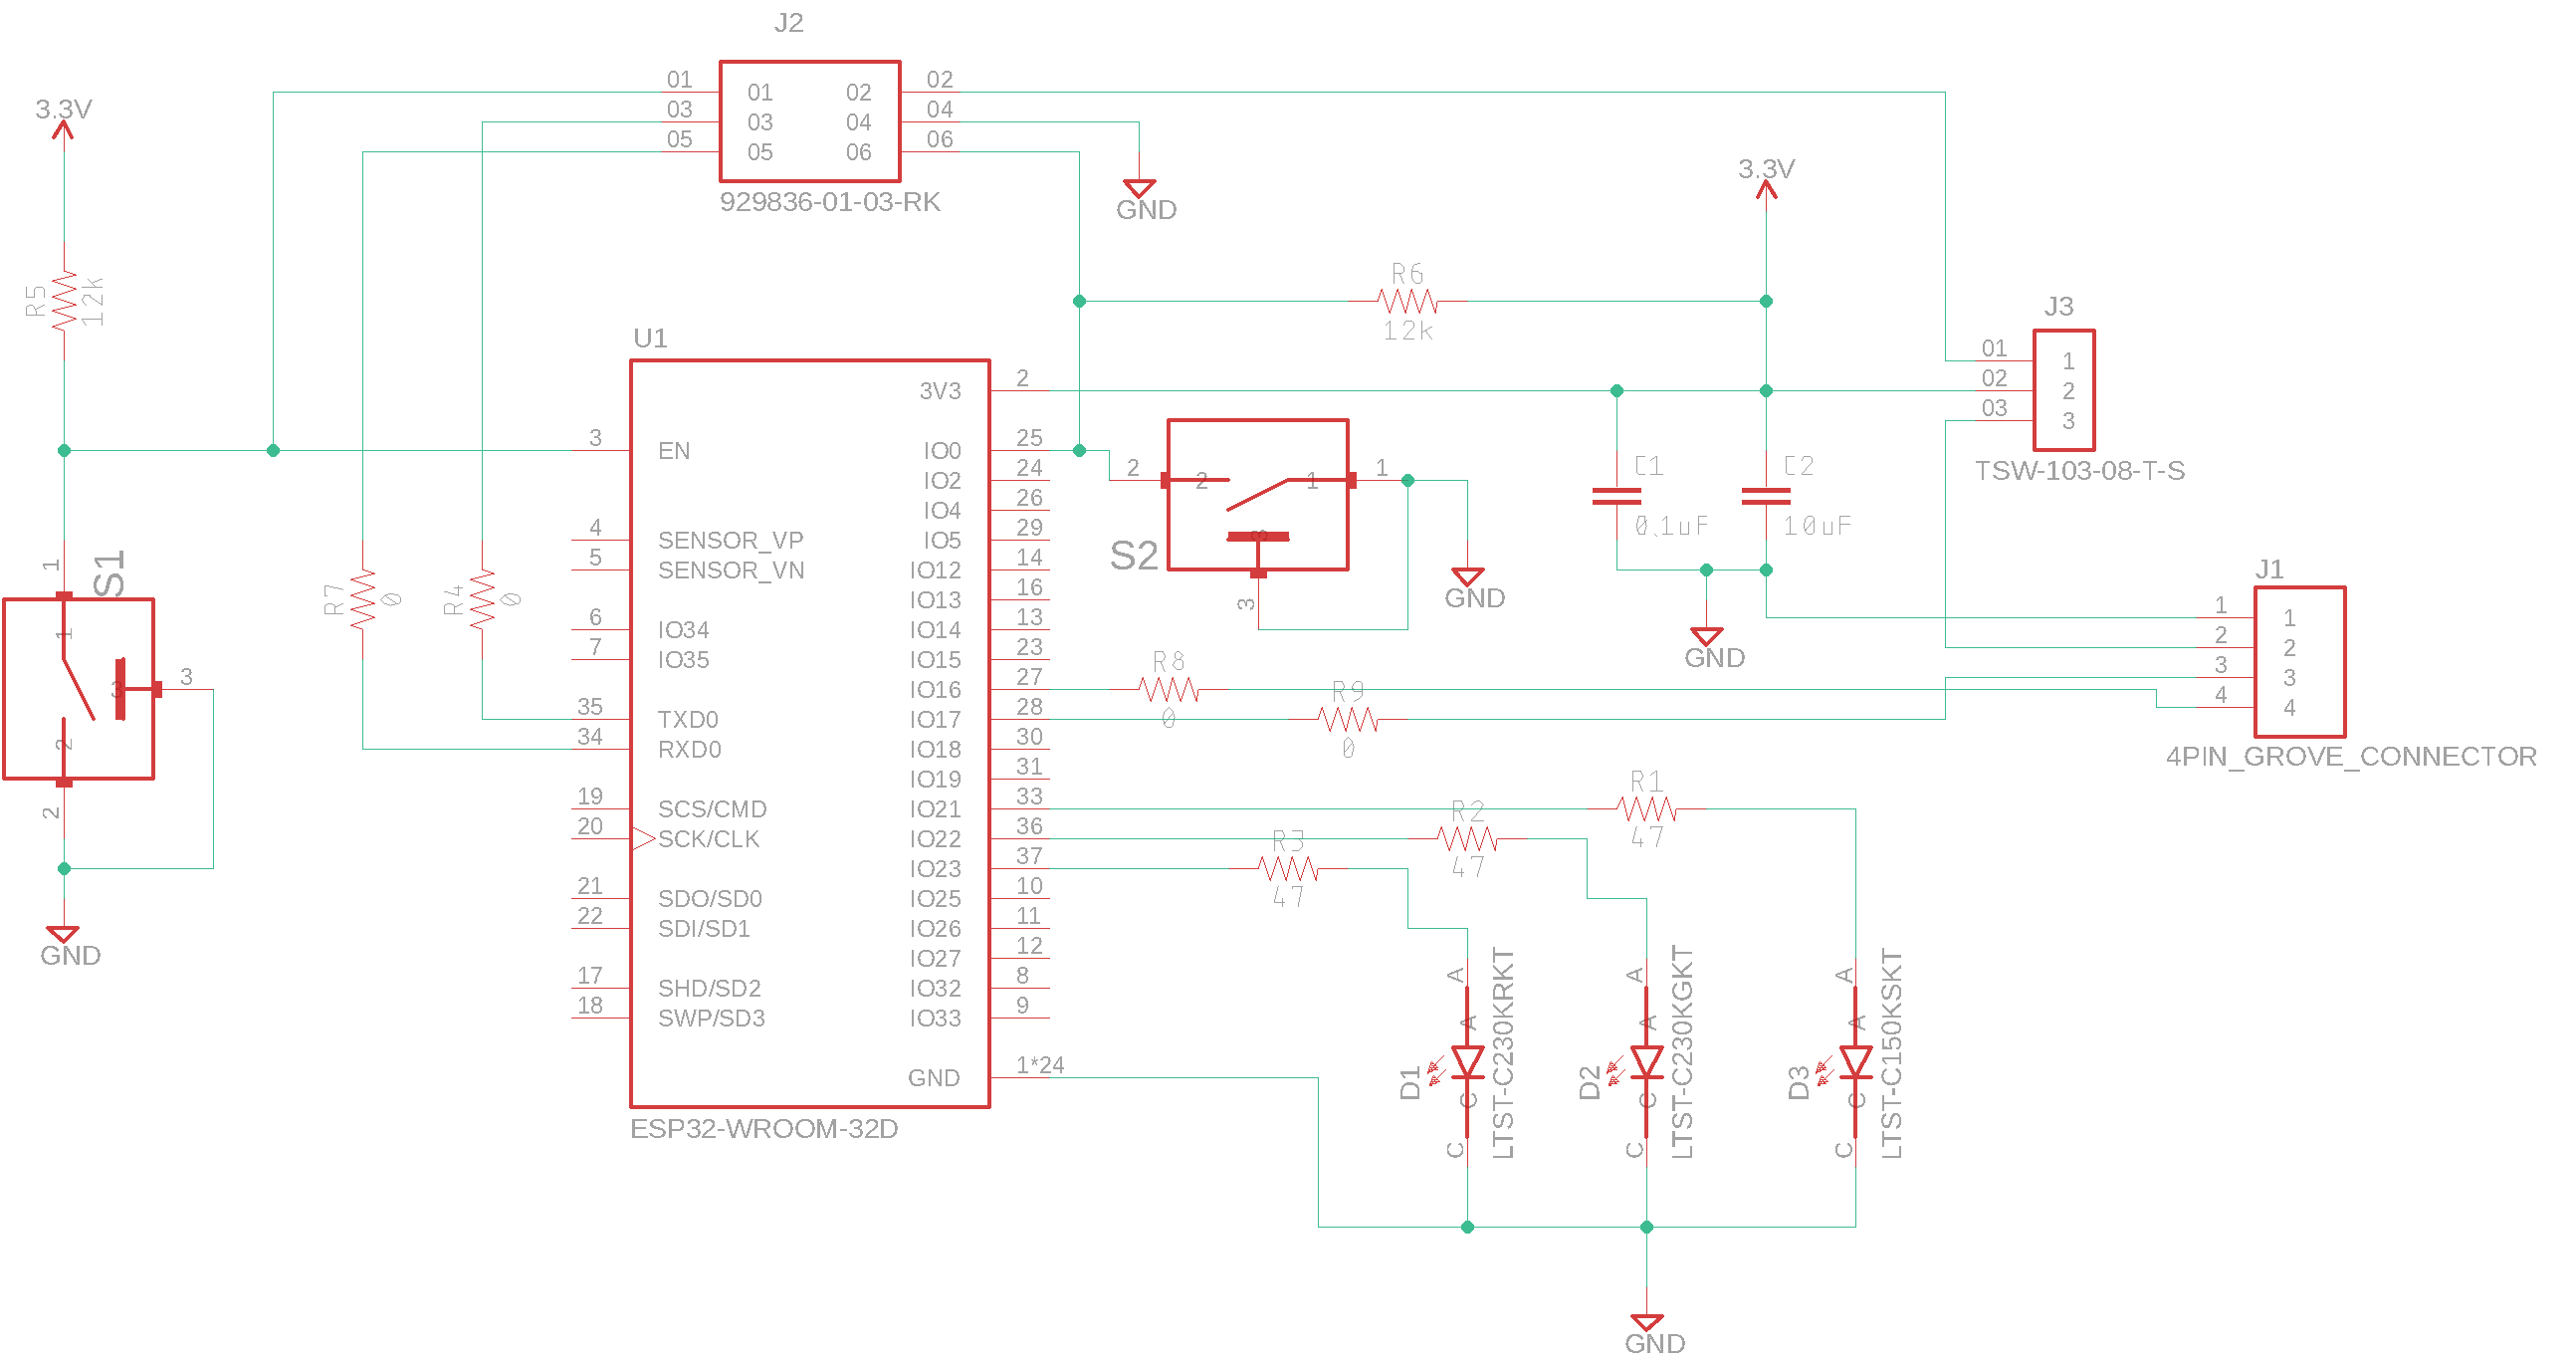 J2
01 01 02 02
03 03 04 04
05 05 06 06
929836-01-03-RK
GND
3.3V
R5
12k
1
S1
1
3 3
2
2
GND
R7
0
R4
0
3.3V
R6
12k
U1
3V3 2
3 EN
IO0 25
IO2 24
IO4 26
4 SENSOR_VP
IO5 29
5 SENSOR_VN
IO12 14
IO13 16
6 IO34
IO14 13
7 IO35
IO15 23
IO16 27
35 TXD0
IO17 28
34 RXD0
IO18 30
IO19 31
19 SCS/CMD
IO21 33
20 SCK/CLK
IO22 36
IO23 37
21 SDO/SD0
IO25 10
22 SDI/SD1
IO26 11
IO27 12
17 SHD/SD2
IO32 8
18 SWP/SD3
IO33 9
GND 1*24
ESP32-WROOM-32D
2 2 1 1
3
3
S2
GND
C1
0.1uF
C2
10uF
GND
J3
01 1
02 2
03 3
TSW-103-08-T-S
J1
1 1
2 2
3 3
4 4
4PIN_GROVE_CONNECTOR
R8
0
R9
0
R1
47
R2
47
R3
47
A
A
D1
C
C
LTST-C230KRKT
A
A
D2
C
C
LTST-C230KGKT
A
A
D3
C
C
LTST-C150KSKT
GND